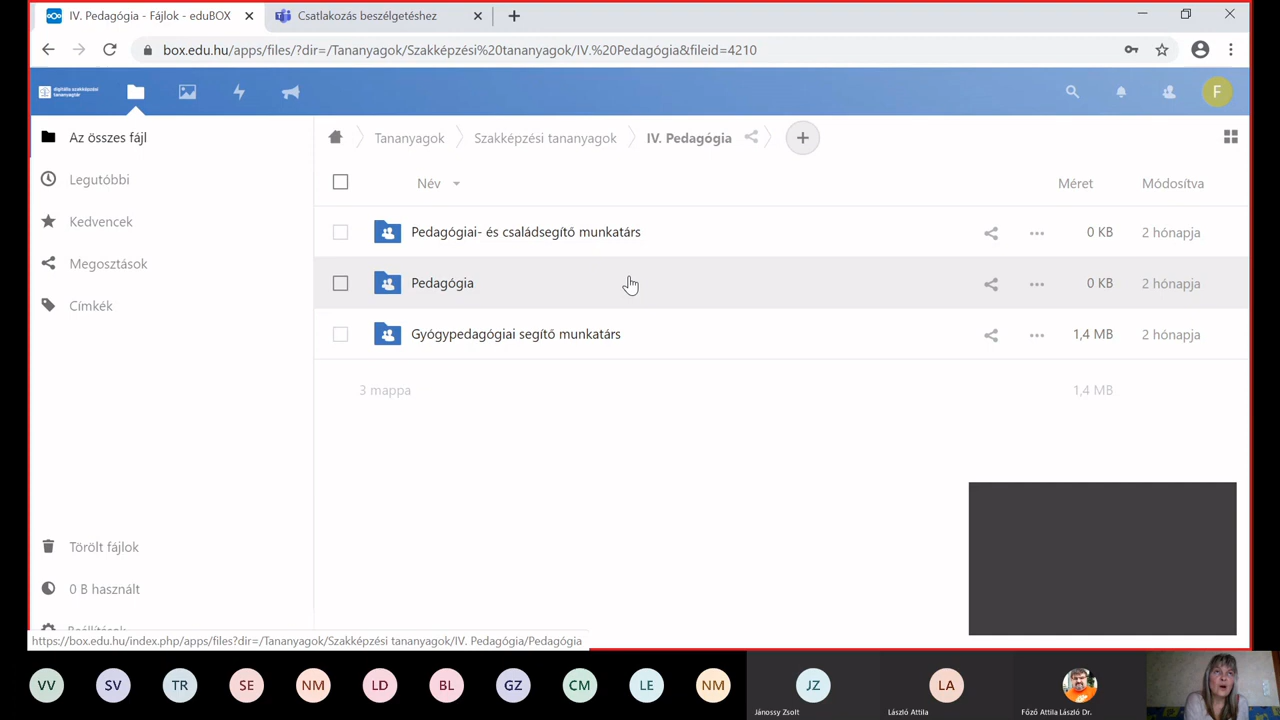 IV. Pedagógia - Fájlok - eduBOX
Csatlakozás beszélgetéshez
box.edu.hu/apps/files/?dir=/Tananyagok/Szakképzési%20tananyagok/IV.%20Pedagógia&fileid=4210
digitális szakképzési
tananyagtár
F
Az összes fájl
Legutóbbi
Kedvencek
Megosztások
Címkék
Törölt fájlok
0 B használt
Beállítások
Tananyagok
Szakképzési tananyagok
IV. Pedagógia
Név
Méret
Módosítva
Pedagógiai- és családsegítő munkatárs
0 KB
2 hónapja
Pedagógia
0 KB
2 hónapja
Gyógypedagógiai segítő munkatárs
1,4 MB
2 hónapja
3 mappa
1,4 MB
https://box.edu.hu/index.php/apps/files?dir=/Tananyagok/Szakképzési tananyagok/IV. Pedagógia/Pedagógia
VV
SV
TR
SE
NM
LD
BL
GZ
CM
LE
NM
JZ
LA
Jánossy Zsolt
László Attila
Főző Attila László Dr.